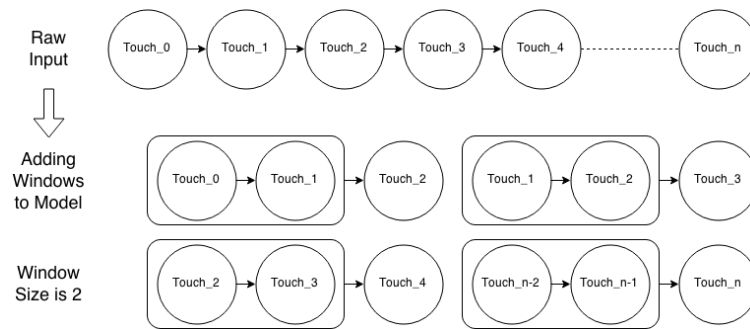 Raw
Input
Touch_0 Touch_1 Touch_2 Touch_3 Touch_4 Touch_n
Adding
Windows
to Model
Touch_0 Touch_1 Touch_2 Touch_1 Touch_2 Touch_3
Window
Size is 2
Touch_2 Touch_3 Touch_4 Touch_n-2 Touch_n-1 Touch_n